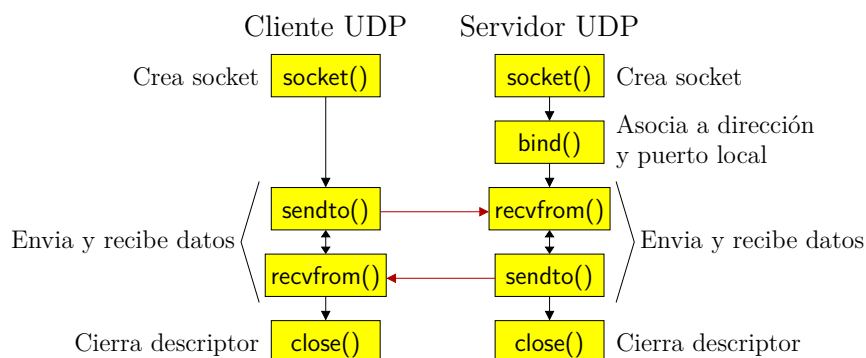 Cliente UDP
Servidor UDP
Crea socket
socket()
socket()
Crea socket
bind()
Asocia a dirección
y puerto local
sendto()
recvfrom()
Envia y recibe datos
Envia y recibe datos
recvfrom()
sendto()
Cierra descriptor
close()
close()
Cierra descriptor